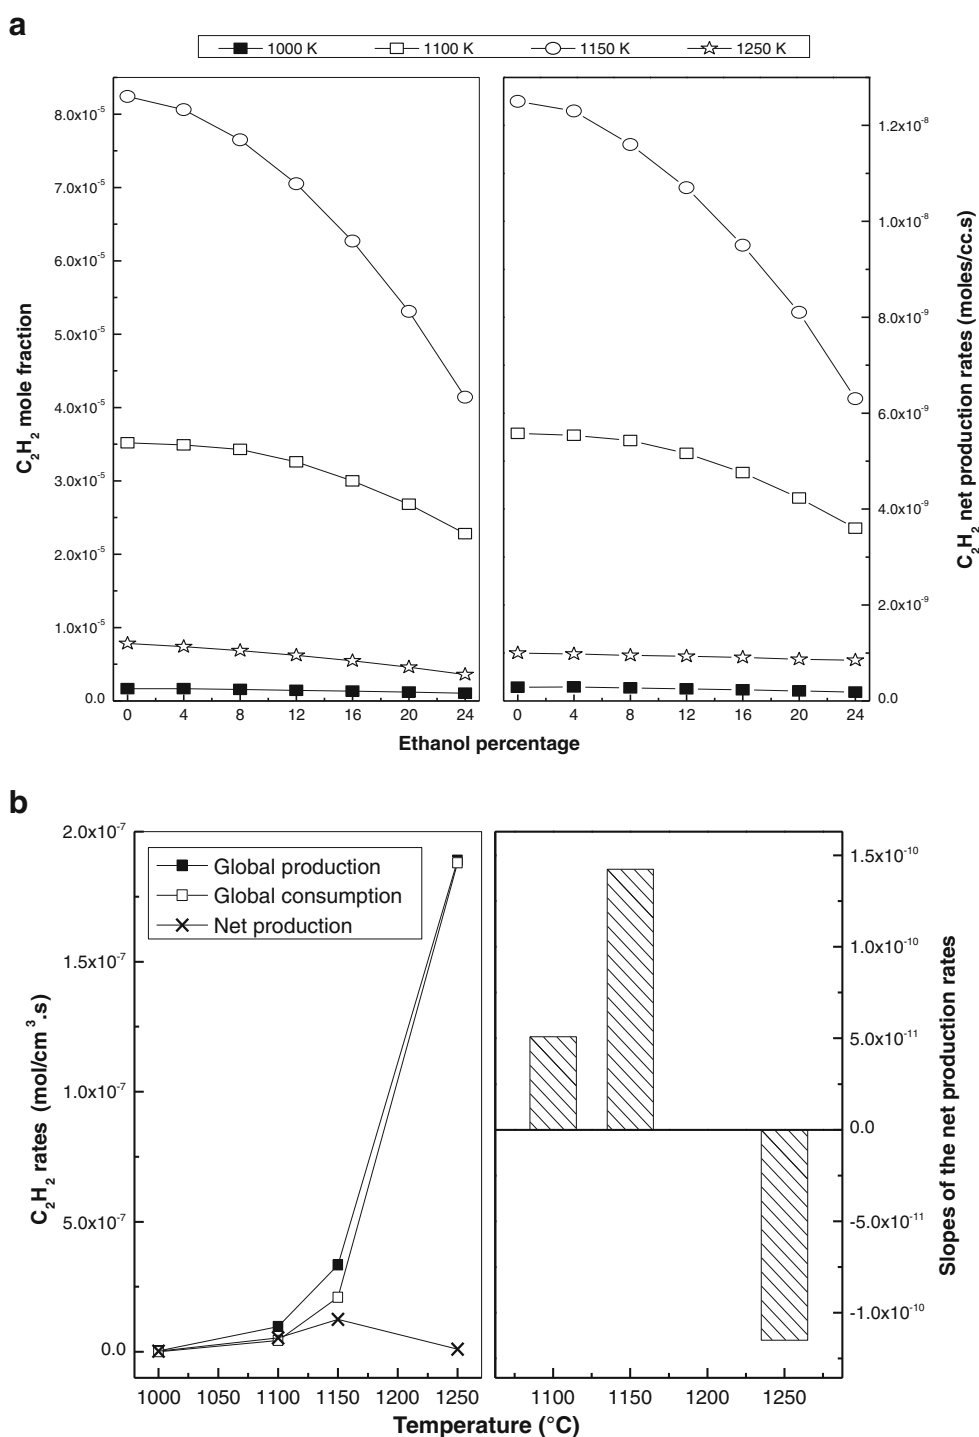 a
1000 K 1100 K 1150 K 1250 K
C₂H₂ mole fraction
8.0x10⁻⁵
7.0x10⁻⁵
6.0x10⁻⁵
5.0x10⁻⁵
4.0x10⁻⁵
3.0x10⁻⁵
2.0x10⁻⁵
1.0x10⁻⁵
0.0
0 4 8 12 16 20 24
1.2x10⁻⁸
1.0x10⁻⁸
8.0x10⁻⁹
6.0x10⁻⁹
4.0x10⁻⁹
2.0x10⁻⁹
0.0
0 4 8 12 16 20 24
C₂H₂ net production rates (moles/cc.s)
Ethanol percentage
b
C₂H₂ rates (mol/cm³.s)
2.0x10⁻⁷
1.5x10⁻⁷
1.0x10⁻⁷
5.0x10⁻⁷
0.0
Global production
Global consumption
Net production
1000 1050 1100 1150 1200 1250
1.5x10⁻¹⁰
1.0x10⁻¹⁰
5.0x10⁻¹¹
0.0
-5.0x10⁻¹¹
-1.0x10⁻¹⁰
1100 1150 1200 1250
Slopes of the net production rates
Temperature (°C)